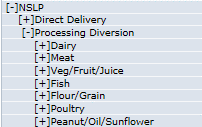 [-]NSLP
[+]Direct Delivery
[-]Processing Diversion
[+]Dairy
[+]Meat
[+]Veg/Fruit/Juice
[+]Fish
[+]Flour/Grain
[+]Poultry
[+]Peanut/Oil/Sunflower